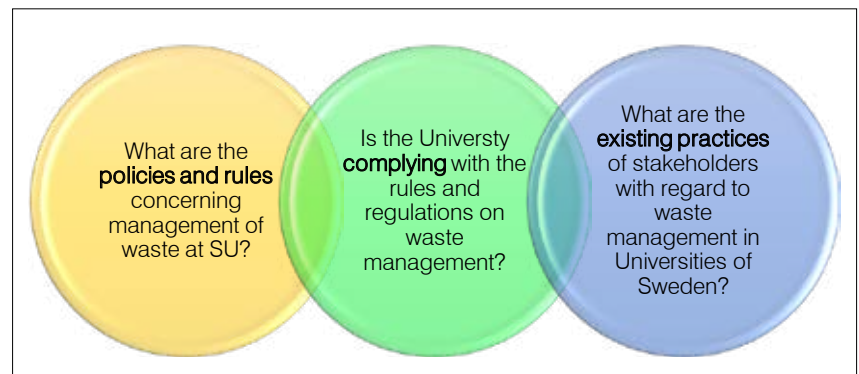 What are the
policies and rules
concerning
management of
waste at SU?
Is the Universty
complying with the
rules and
regulations on
waste
management?
What are the
existing practices
of stakeholders
with regard to
waste
management in
Universities of
Sweden?